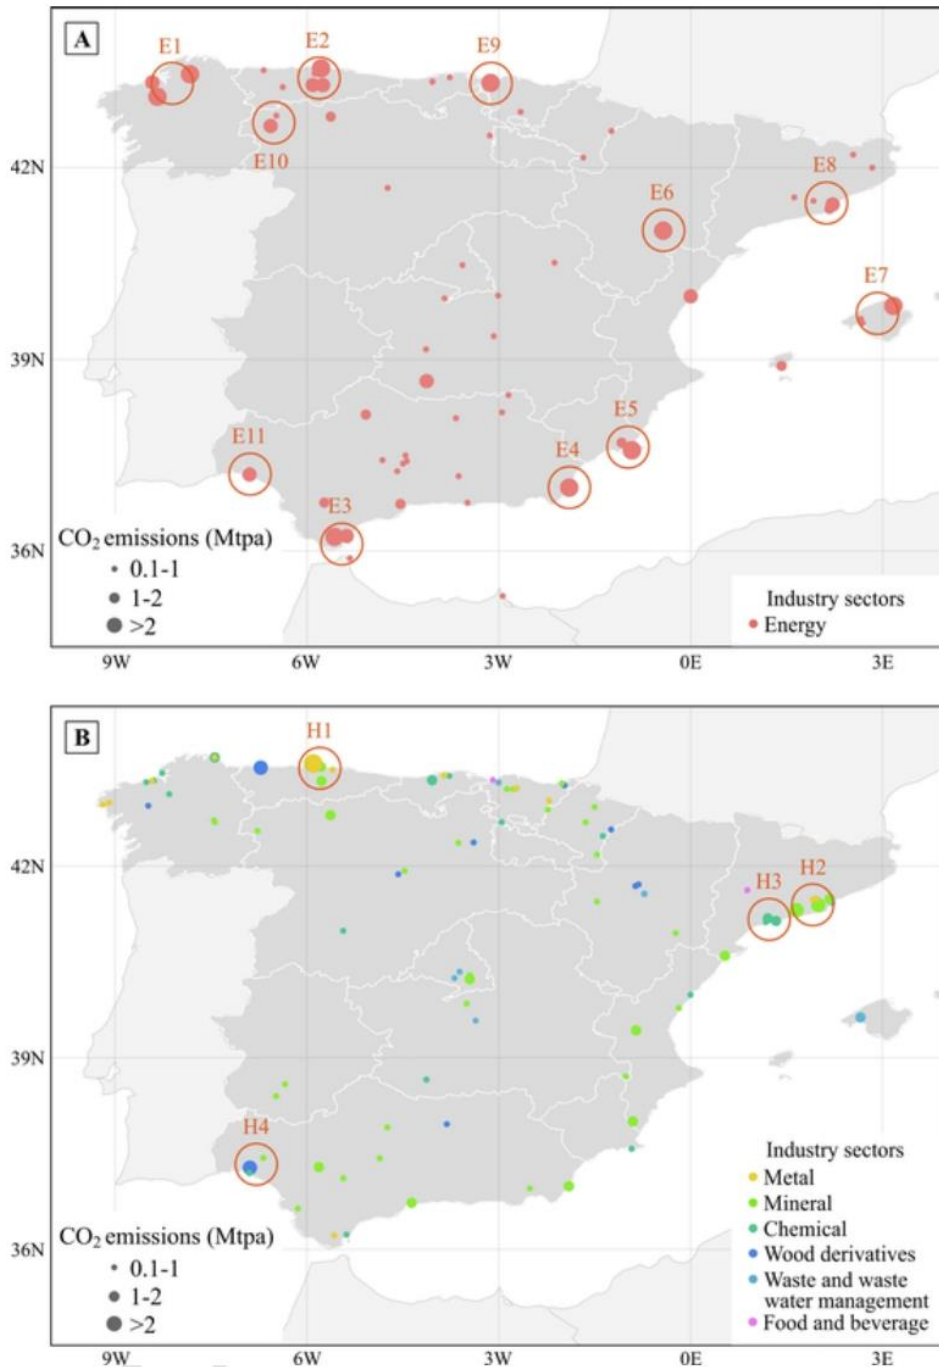 A
E1
E2
E9
E10
E8
E6
E7
E5
E11
E4
E3
42N
39N
36N
CO₂ emissions (Mtpa)
0.1-1
1-2
>2
Industry sectors
Energy
9W 6W 3W 0E 3E
B
H1
H3 H2
H4
42N
39N
36N
CO₂ emissions (Mtpa)
0.1-1
1-2
>2
Industry sectors
Metal
Mineral
Chemical
Wood derivatives
Waste and waste
water management
Food and beverage
9W 6W 3W 0E 3E